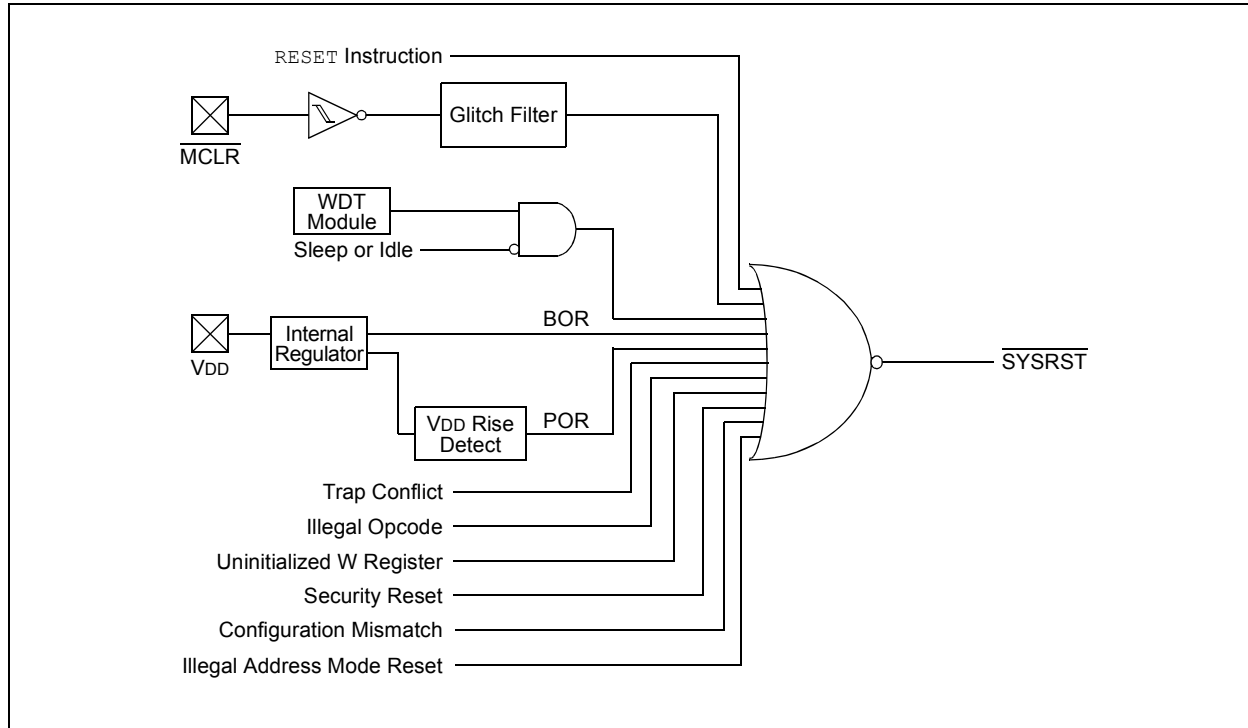 RESET Instruction
Glitch Filter
MCLR
WDT
Module
Sleep or Idle
BOR
Internal
Regulator
VDD
SYSRST
VDD Rise
Detect
POR
Trap Conflict
Illegal Opcode
Uninitialized W Register
Security Reset
Configuration Mismatch
Illegal Address Mode Reset